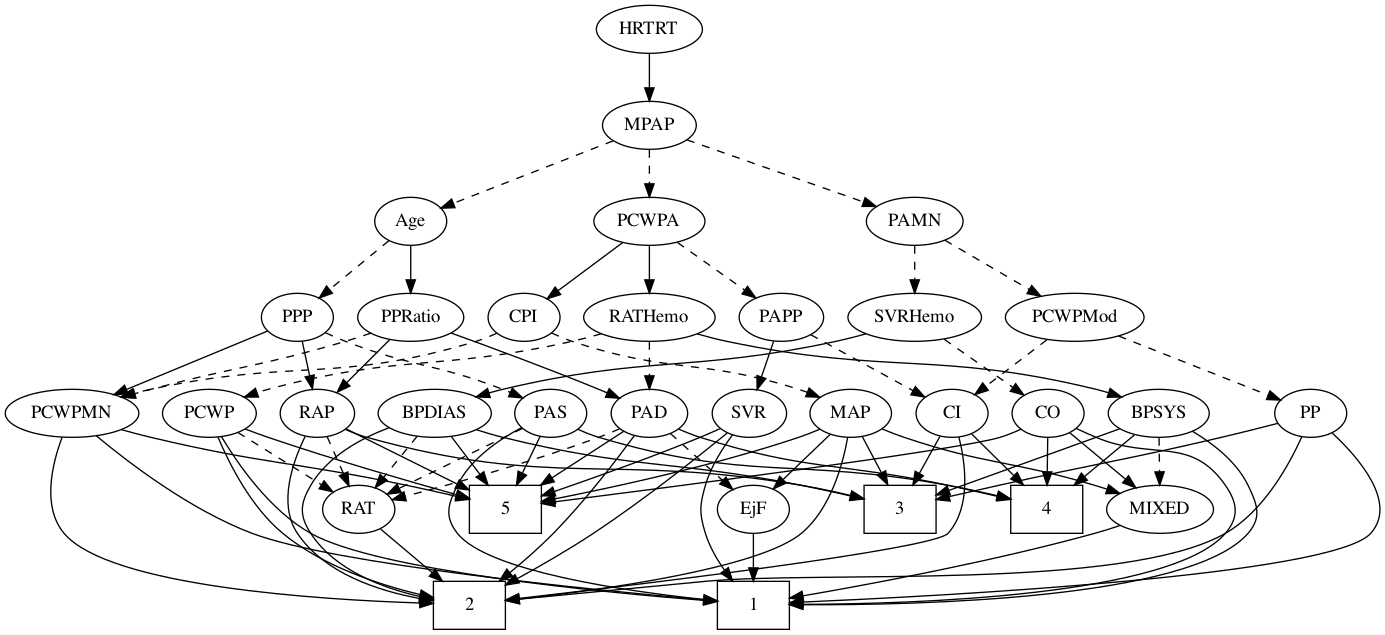 HRTRT
MPAP
Age PCWPA PAMN
PPP PPRatio CPI RATHemo PAPP SVRHemo PCWPMod
PCWPMN PCWP RAP BPDIAS PAS PAD SVR MAP CI CO BPSYS PP
RAT 5 EjF 3 4 MIXED
2 1